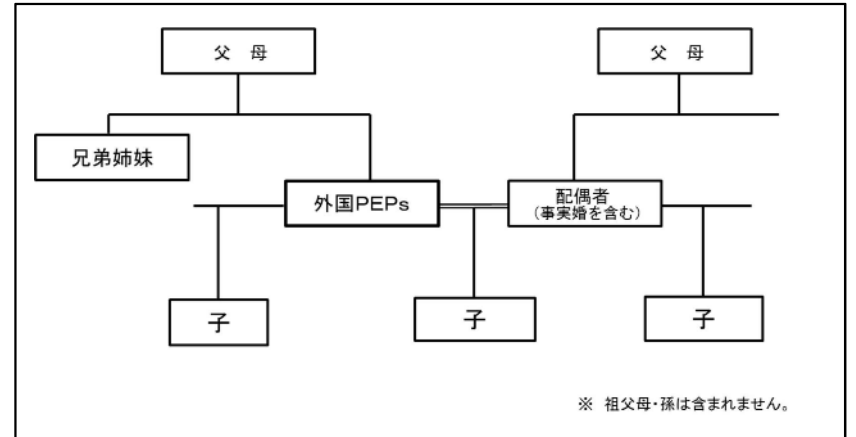 父　母
父　母
兄弟姉妹
外国PEPs
配偶者
（事実婚を含む）
子
子
子
※　祖父母・孫は含まれません。